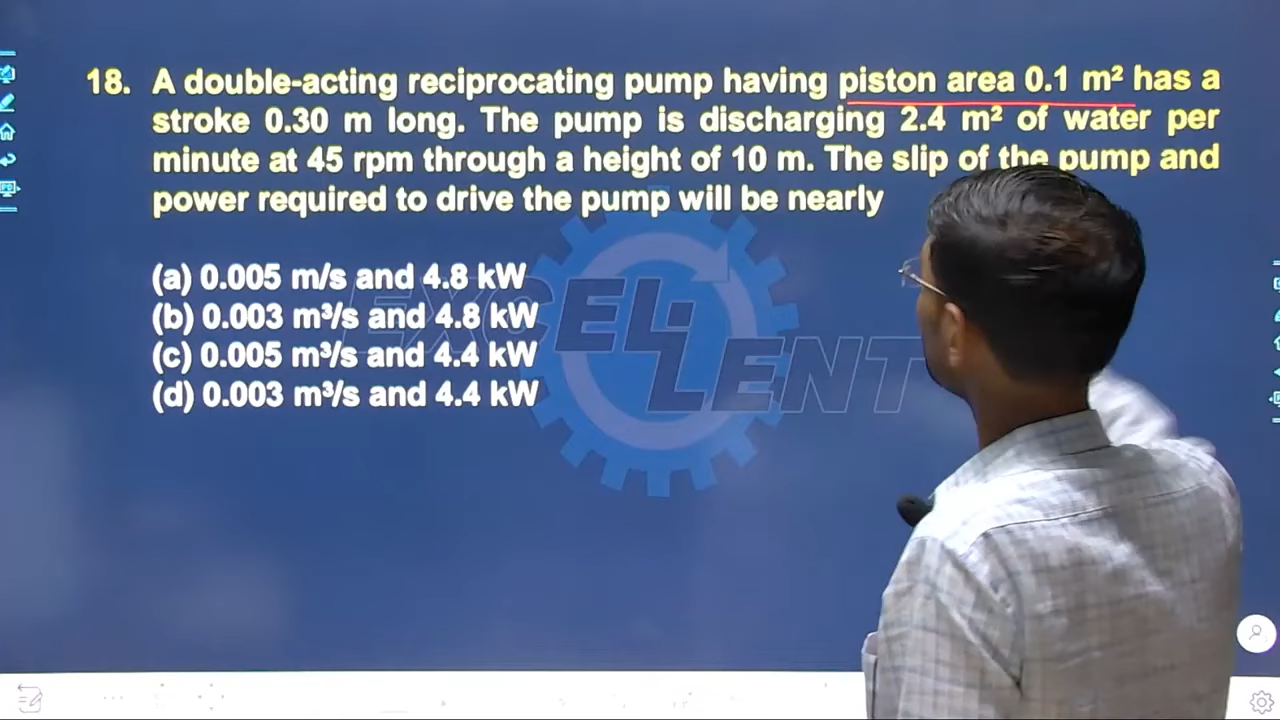 18. A double-acting reciprocating pump having piston area 0.1 m² has a
stroke 0.30 m long. The pump is discharging 2.4 m² of water per
minute at 45 rpm through a height of 10 m. The slip of the pump and
power required to drive the pump will be nearly
(a) 0.005 m/s and 4.8 kW
(b) 0.003 m³/s and 4.8 kW
(c) 0.005 m³/s and 4.4 kW
(d) 0.003 m³/s and 4.4 kW
EXCELLENT